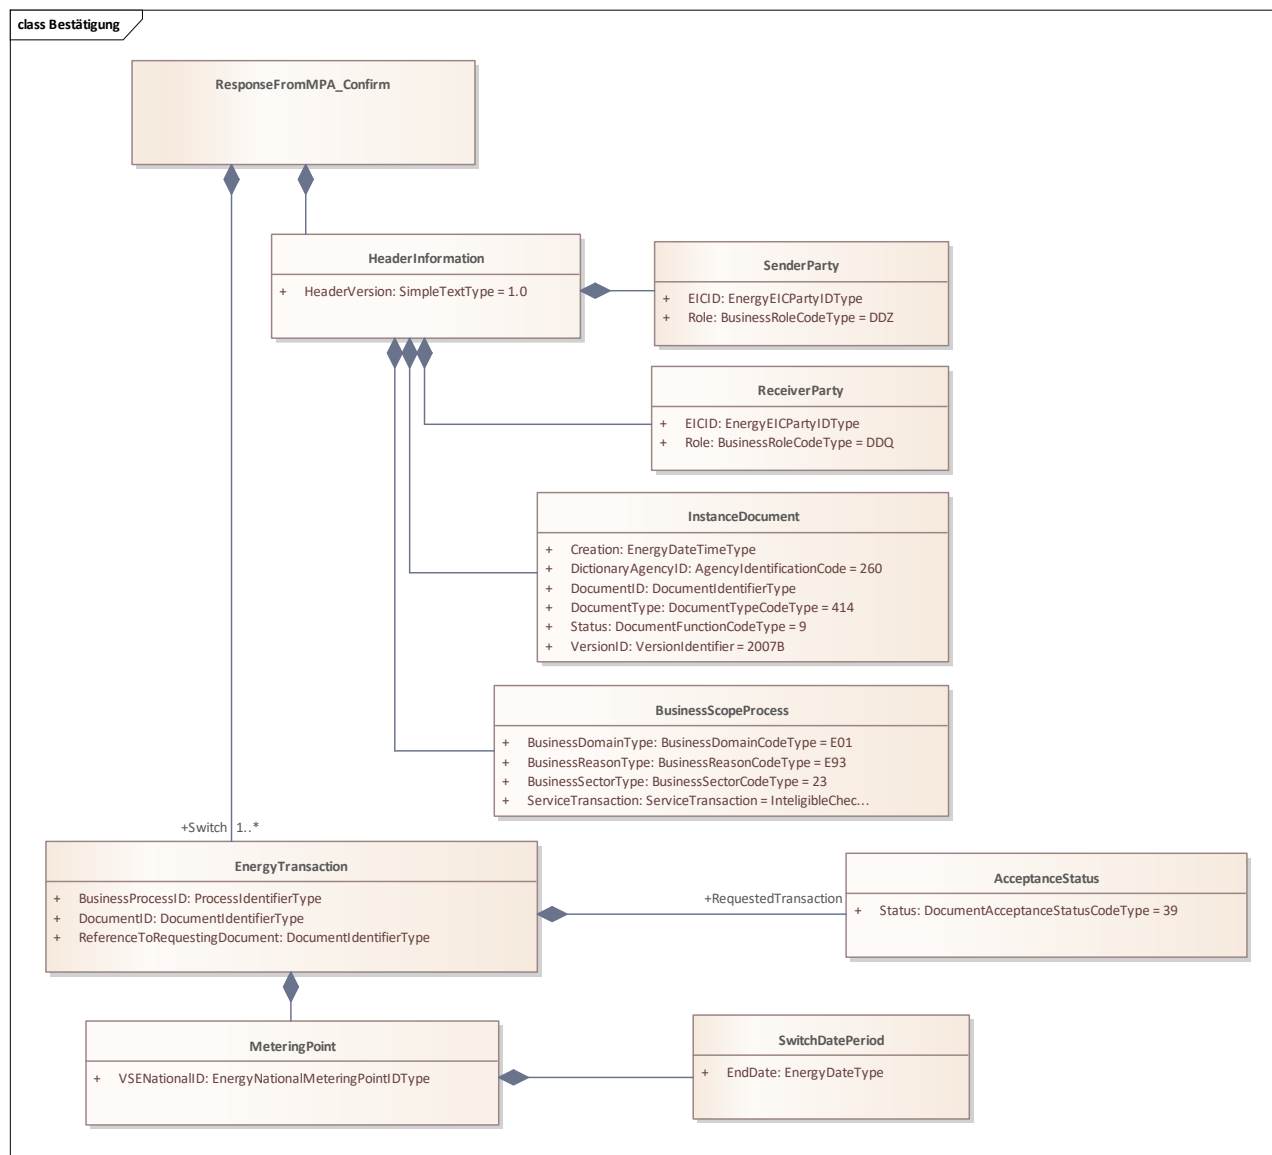 class Bestätigung
ResponseFromMPA_Confirm
HeaderInformation
+ HeaderVersion: SimpleTextType = 1.0
SenderParty
+ EICID: EnergyEICPartyIDType
+ Role: BusinessRoleCodeType = DDZ
ReceiverParty
+ EICID: EnergyEICPartyIDType
+ Role: BusinessRoleCodeType = DDQ
InstanceDocument
+ Creation: EnergyDateTimeType
+ DictionaryAgencyID: AgencyIdentificationCode = 260
+ DocumentID: DocumentIdentifierType
+ DocumentType: DocumentTypeCodeType = 414
+ Status: DocumentFunctionCodeType = 9
+ VersionID: VersionIdentifier = 2007B
BusinessScopeProcess
+ BusinessDomainType: BusinessDomainCodeType = E01
+ BusinessReasonType: BusinessReasonCodeType = E93
+ BusinessSectorType: BusinessSectorCodeType = 23
+ ServiceTransaction: ServiceTransaction = InteligibleChec...
+Switch 1..*
EnergyTransaction
+ BusinessProcessID: ProcessIdentifierType
+ DocumentID: DocumentIdentifierType
+ ReferenceToRequestingDocument: DocumentIdentifierType
+RequestedTransaction
AcceptanceStatus
+ Status: DocumentAcceptanceStatusCodeType = 39
MeteringPoint
+ VSENationalID: EnergyNationalMeteringPointIDType
SwitchDatePeriod
+ EndDate: EnergyDateType